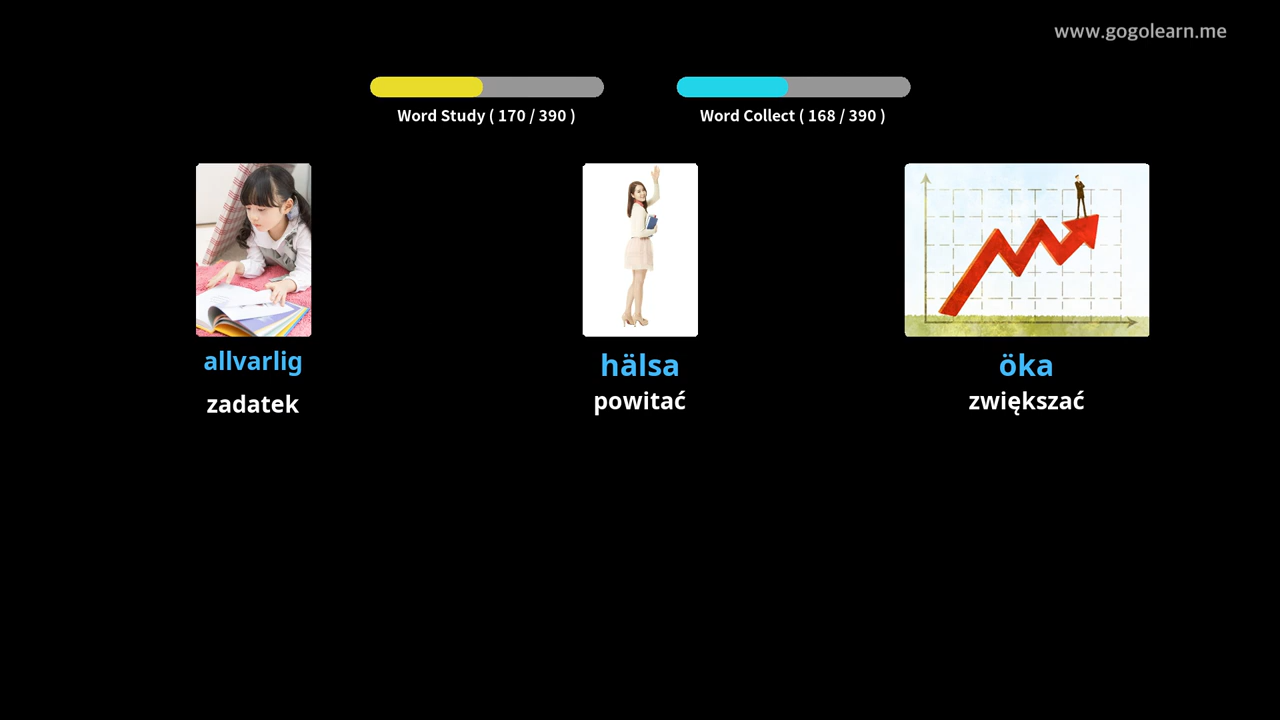 www.gogolearn.me
Word Study ( 170 / 390 )
Word Collect ( 168 / 390 )
allvarlig
zadatek
hälsa
powitać
öka
zwiększać